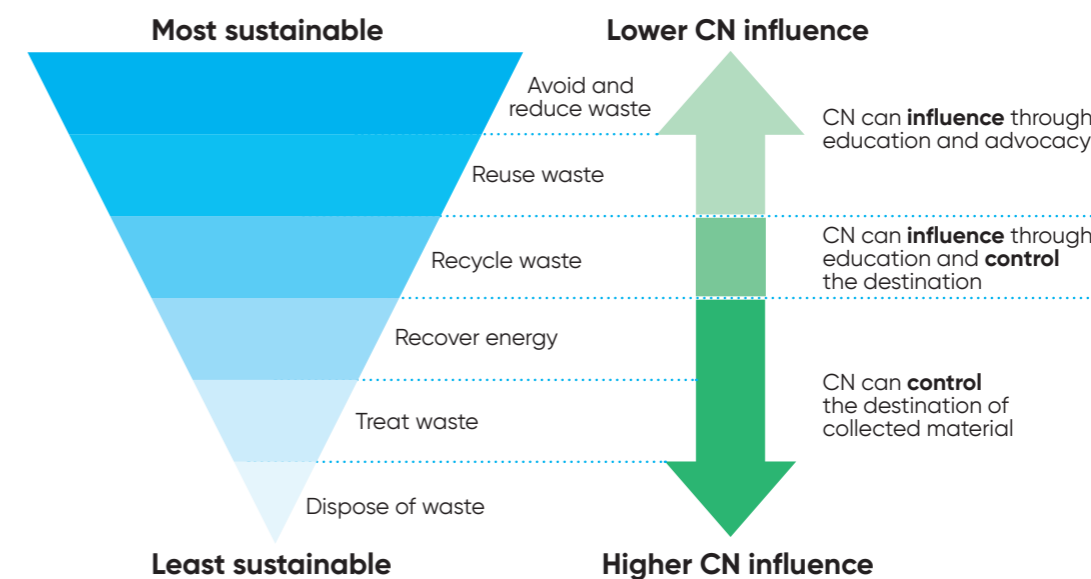 Most sustainable
Lower CN influence
Avoid and
reduce waste
CN can influence through
education and advocacy
Reuse waste
CN can influence through
education and control
the destination
Recycle waste
Recover energy
CN can control
the destination of
collected material
Treat waste
Dispose of waste
Least sustainable
Higher CN influence